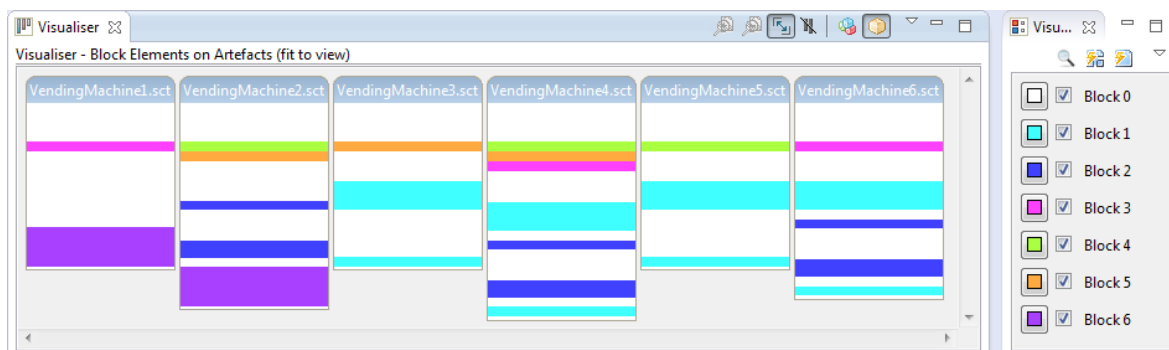 Visualiser
Visualiser - Block Elements on Artefacts (fit to view)
VendingMachine1.sct VendingMachine2.sct VendingMachine3.sct VendingMachine4.sct VendingMachine5.sct VendingMachine6.sct
Visu...
Block 0
Block 1
Block 2
Block 3
Block 4
Block 5
Block 6